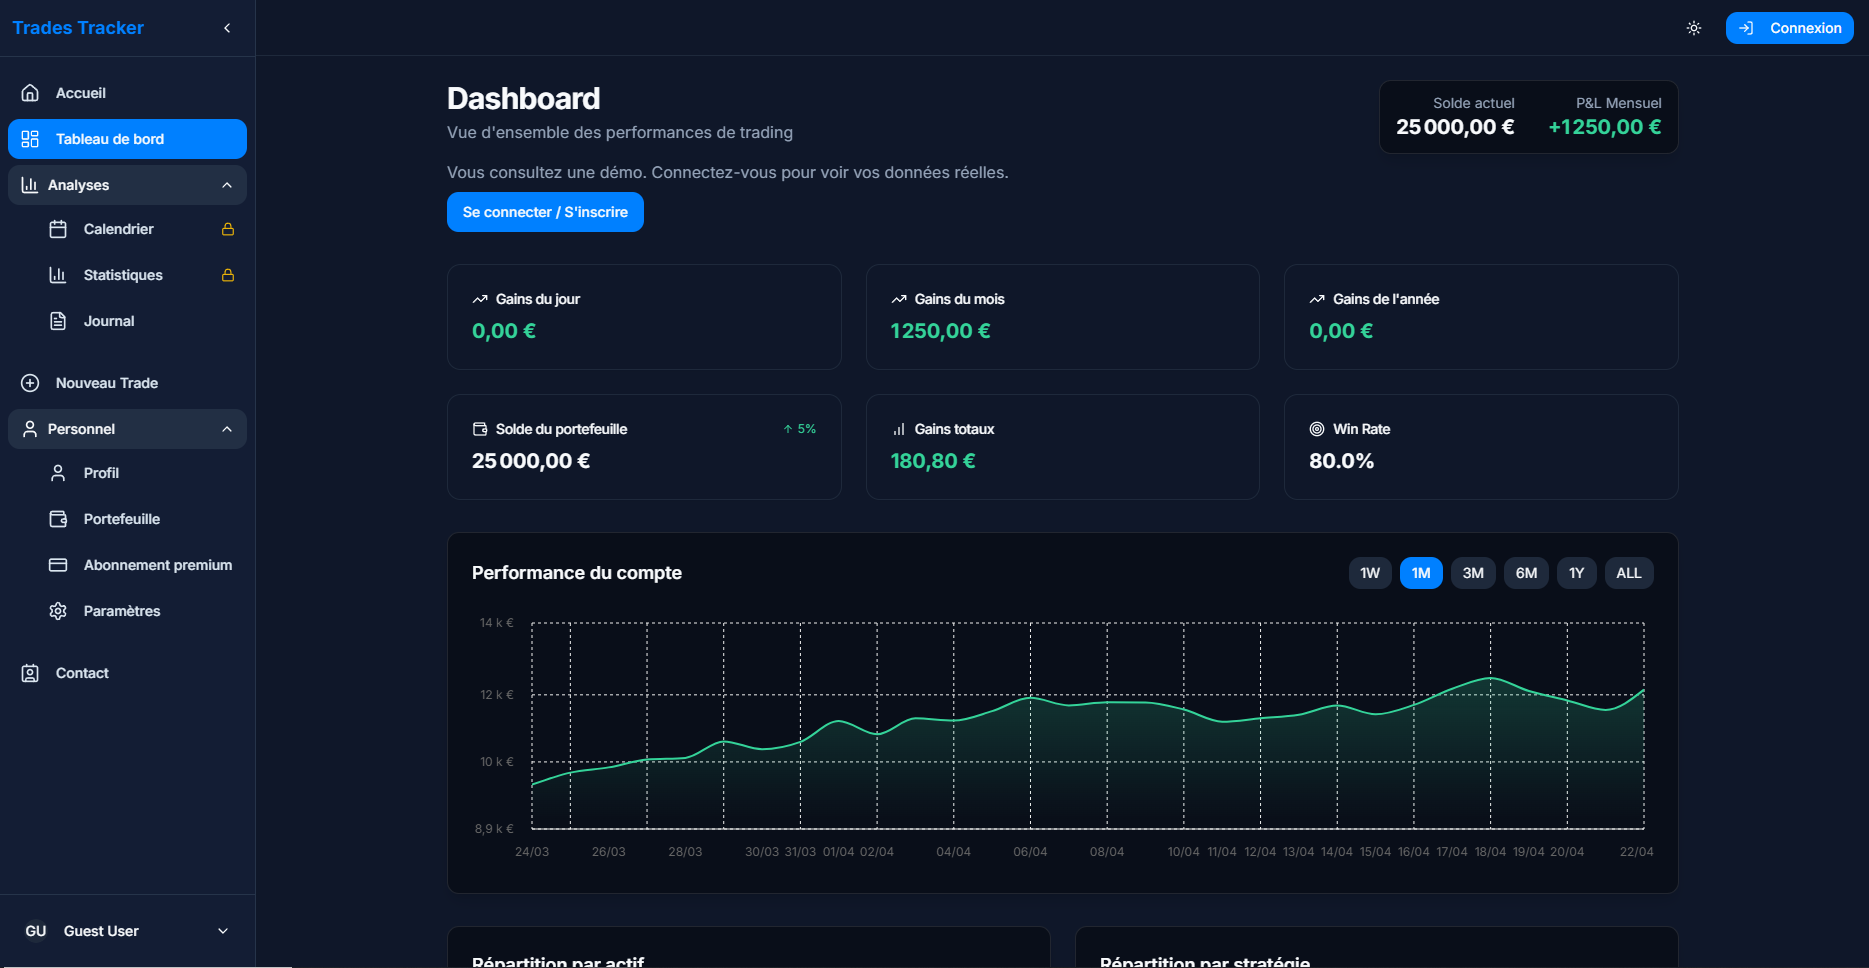 Trades Tracker
Connexion
Accueil
Tableau de bord
Analyses
Calendrier
Statistiques
Journal
Nouveau Trade
Personnel
Profil
Portefeuille
Abonnement premium
Paramètres
Contact
GU Guest User
Dashboard
Vue d'ensemble des performances de trading
Solde actuel P&L Mensuel
25 000,00 € +1250,00 €
Vous consultez une démo. Connectez-vous pour voir vos données réelles.
Se connecter / S'inscrire
Gains du jour
0,00 €
Gains du mois
1250,00 €
Gains de l'année
0,00 €
Solde du portefeuille ↑ 5%
25 000,00 €
Gains totaux
180,80 €
Win Rate
80.0%
Performance du compte
1W 1M 3M 6M 1Y ALL
14 k €
12 k €
10 k €
8,9 k €
24/03 26/03 28/03 30/03 31/03 01/04 02/04 04/04 06/04 08/04 10/04 11/04 12/04 13/04 14/04 15/04 16/04 17/04 18/04 19/04 20/04 22/04
Répartition par actif
Répartition par stratégie